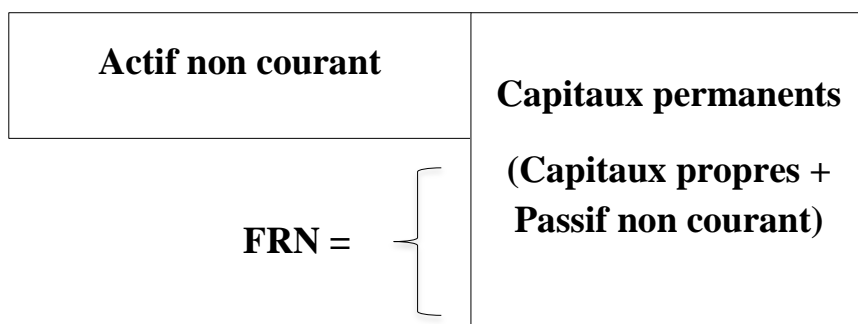 Actif non courant
Capitaux permanents
(Capitaux propres +
Passif non courant)
FRN =